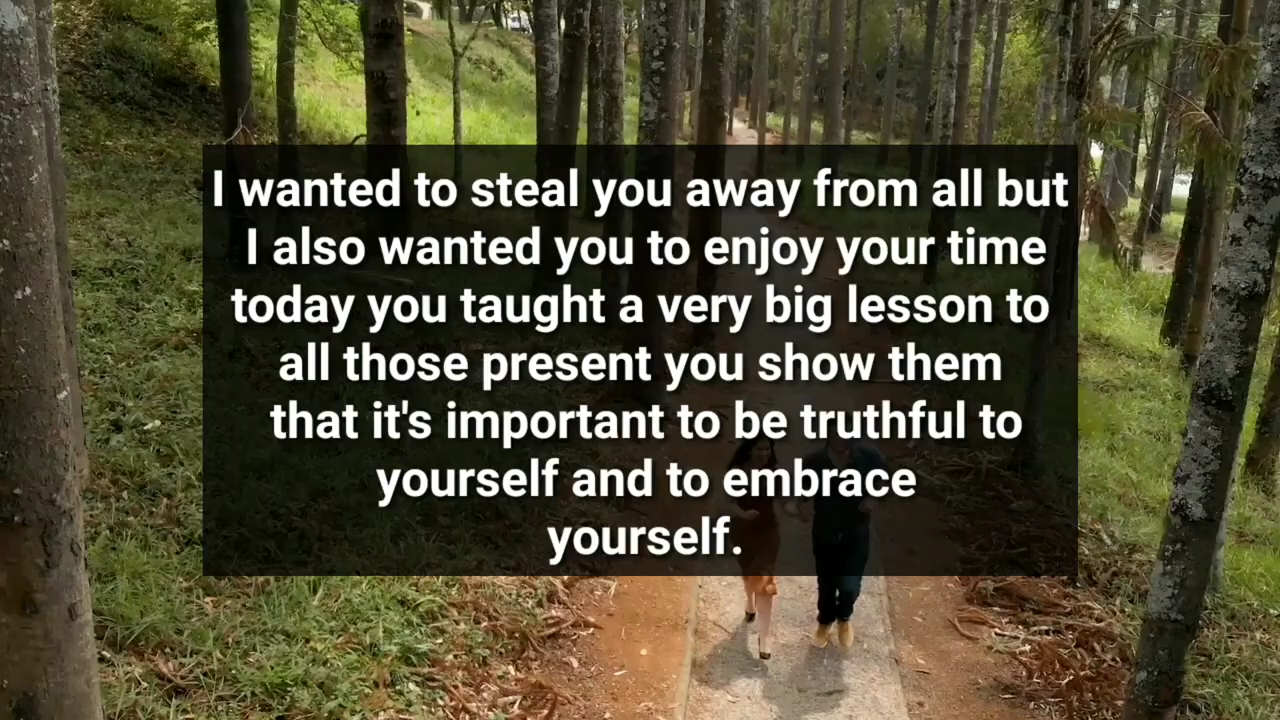 I wanted to steal you away from all but
I also wanted you to enjoy your time
today you taught a very big lesson to
all those present you show them
that it's important to be truthful to
yourself and to embrace
yourself.